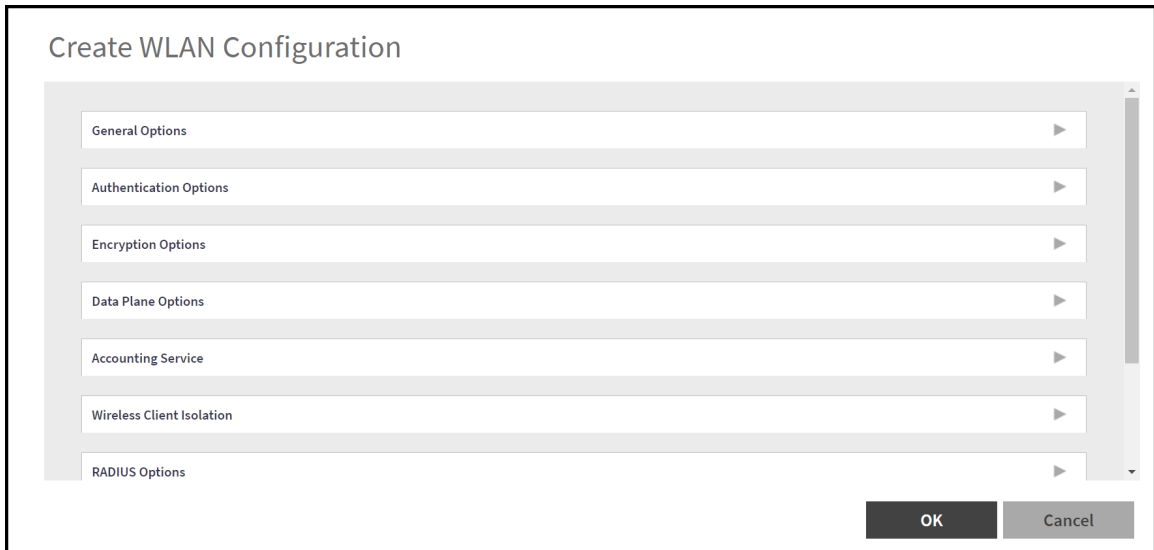 Create WLAN Configuration
General Options
Authentication Options
Encryption Options
Data Plane Options
Accounting Service
Wireless Client Isolation
RADIUS Options
OK
Cancel